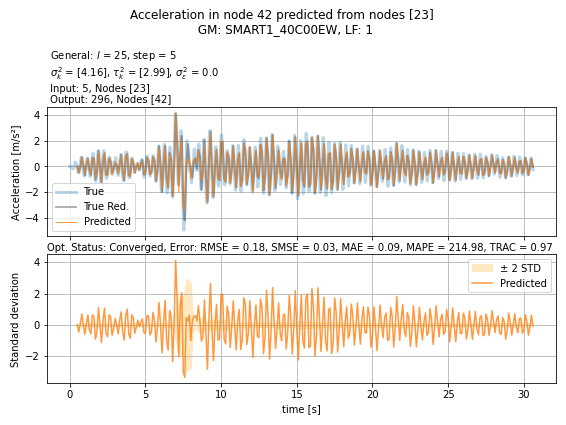 Acceleration in node 42 predicted from nodes [23]
GM: SMART1_40C00EW, LF: 1
General: l = 25, step = 5
σ²ₖ = [4.16], τ²ₖ = [2.99], σ²ε = 0.0
Input: 5, Nodes [23]
Output: 296, Nodes [42]
Acceleration [m/s²]
4
2
0
−2
−4
True
True Red.
Predicted
Opt. Status: Converged, Error: RMSE = 0.18, SMSE = 0.03, MAE = 0.09, MAPE = 214.98, TRAC = 0.97
Standard deviation
4
2
0
−2
± 2 STD
Predicted
0 5 10 15 20 25 30
time [s]